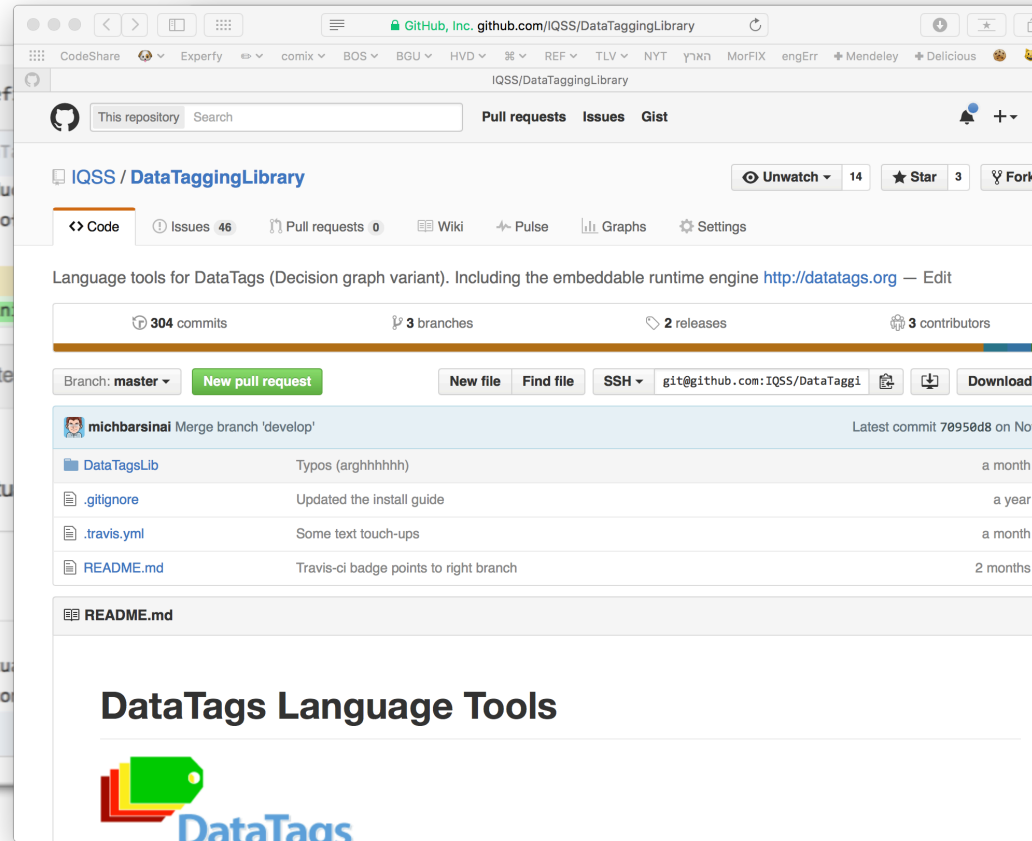 GitHub, Inc. github.com/IQSS/DataTaggingLibrary
CodeShare Experfy comix BOS BGU HVD ⌘ REF TLV NYT הארץ MorFIX engErr Mendeley Delicious
IQSS/DataTaggingLibrary
This repository Search Pull requests Issues Gist
IQSS / DataTaggingLibrary Unwatch 14 Star 3 Fork
Code Issues 46 Pull requests 0 Wiki Pulse Graphs Settings
Language tools for DataTags (Decision graph variant). Including the embeddable runtime engine http://datatags.org — Edit
304 commits 3 branches 2 releases 3 contributors
Branch: master New pull request New file Find file SSH git@github.com:IQSS/DataTaggi Download
michbarsinai Merge branch 'develop' Latest commit 70950d8 on No
DataTagsLib Typos (arghhhhhh) a month
.gitignore Updated the install guide a year
.travis.yml Some text touch-ups a month
README.md Travis-ci badge points to right branch 2 months
README.md
DataTags Language Tools
DataTags